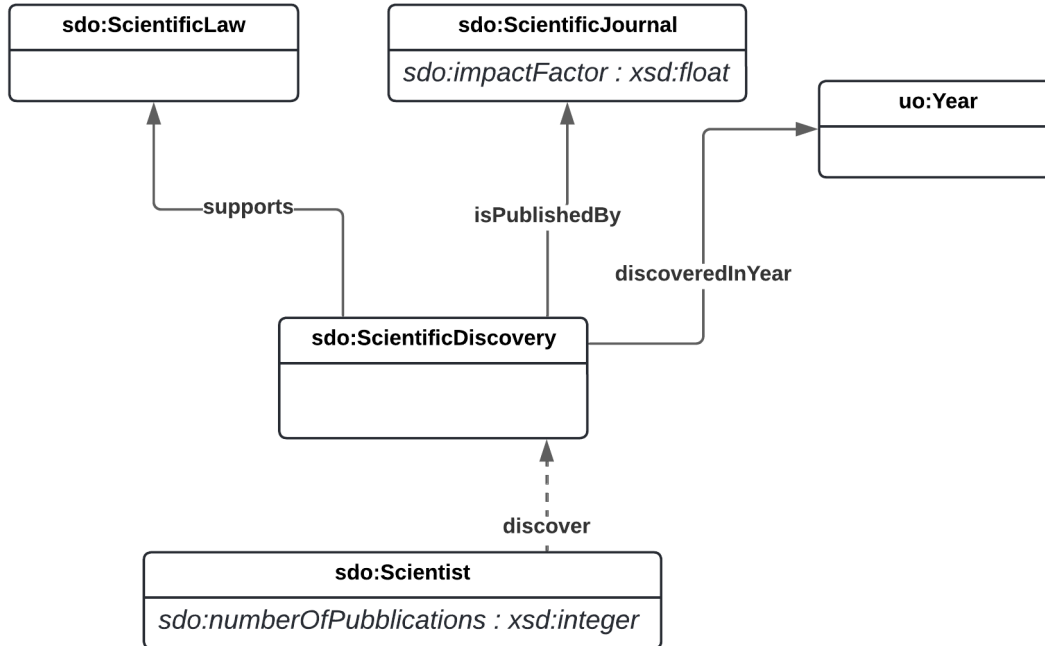 sdo:ScientificLaw
sdo:ScientificJournal
sdo:impactFactor : xsd:float
uo:Year
supports
isPublishedBy
discoveredInYear
sdo:ScientificDiscovery
discover
sdo:Scientist
sdo:numberOfPubblications : xsd:integer